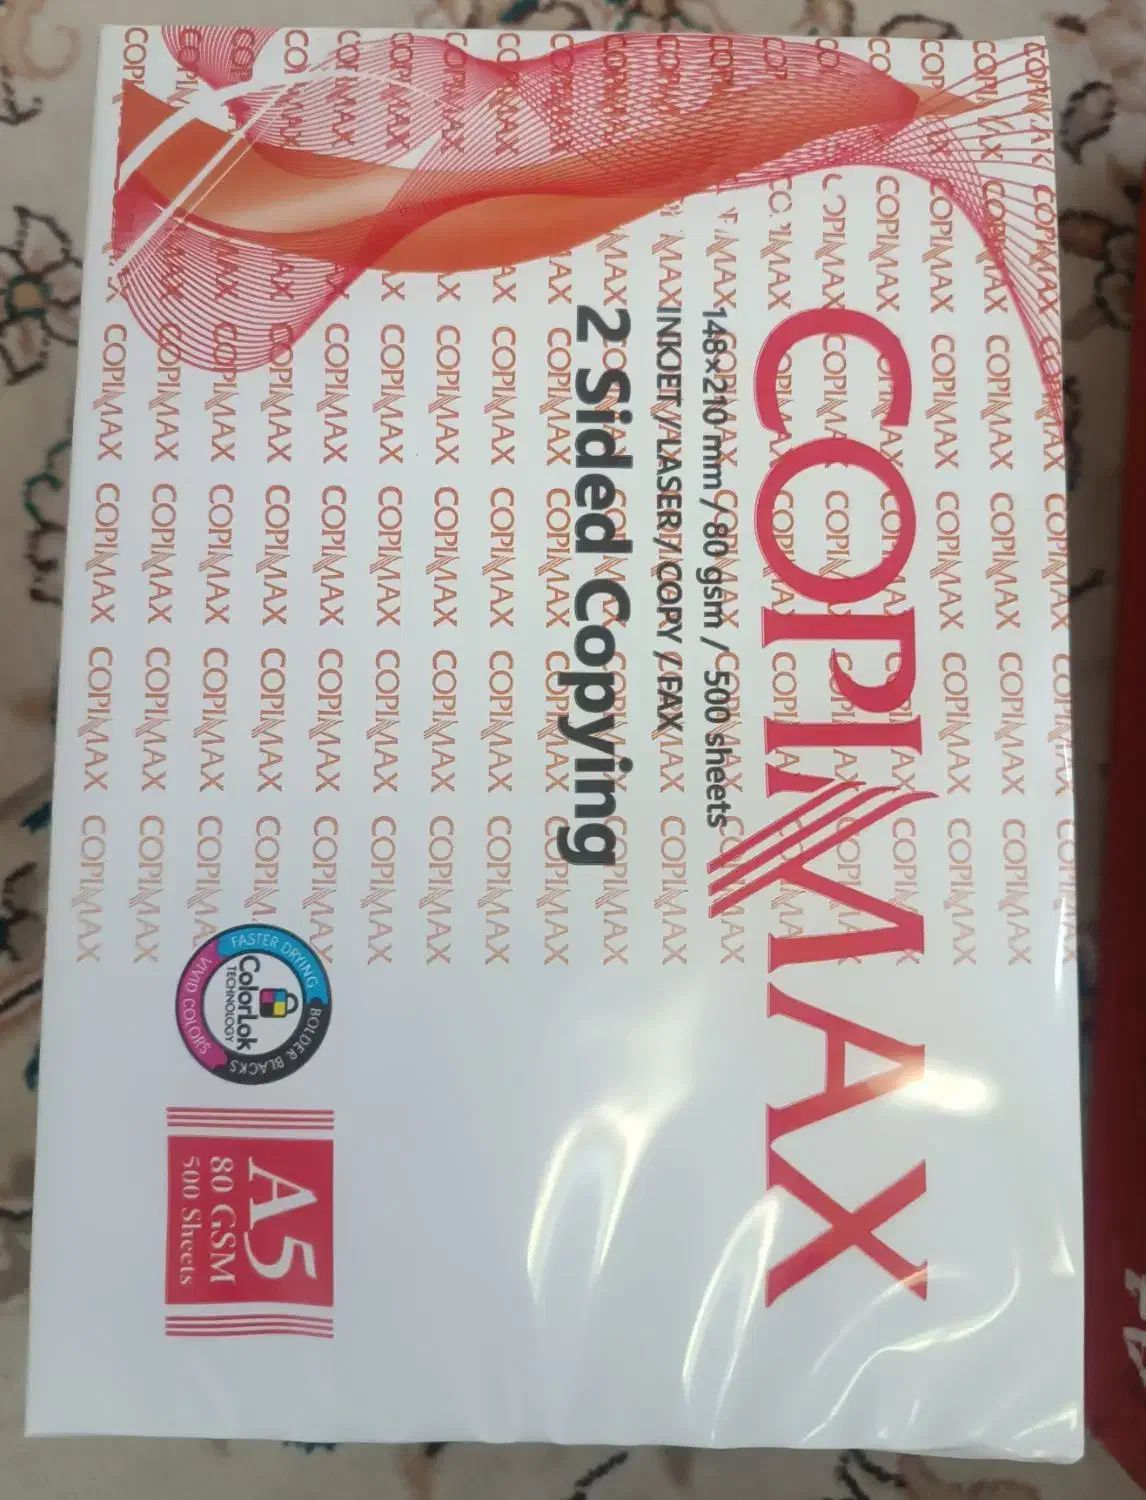 COPIMAX
148×210 mm / 80 gsm / 500 sheets
INKJET / LASER / COPY / FAX
2 Sided Copying
FASTER DRYING
BOLDER BLACKS
VIVID COLORS
ColorLok
TECHNOLOGY
A5
80 GSM
500 Sheets